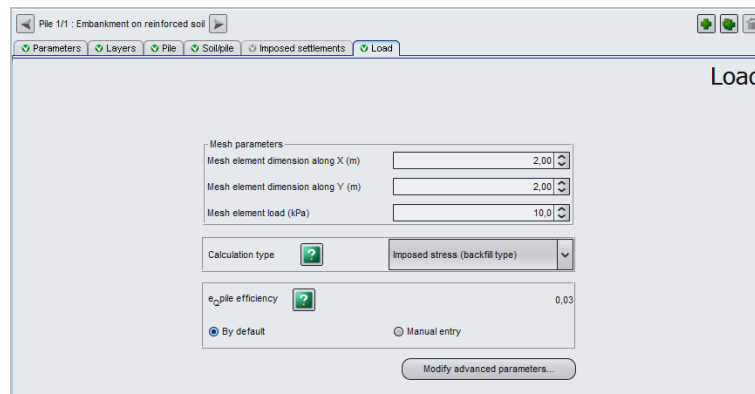 Pile 1/1 : Embankment on reinforced soil
Parameters Layers Pile Soil/pile Imposed settlements Load
Load
Mesh parameters
Mesh element dimension along X (m) 2,00
Mesh element dimension along Y (m) 2,00
Mesh element load (kPa) 10,0
Calculation type ? Imposed stress (backfill type)
eQpile efficiency ? 0,03
By default Manual entry
Modify advanced parameters...